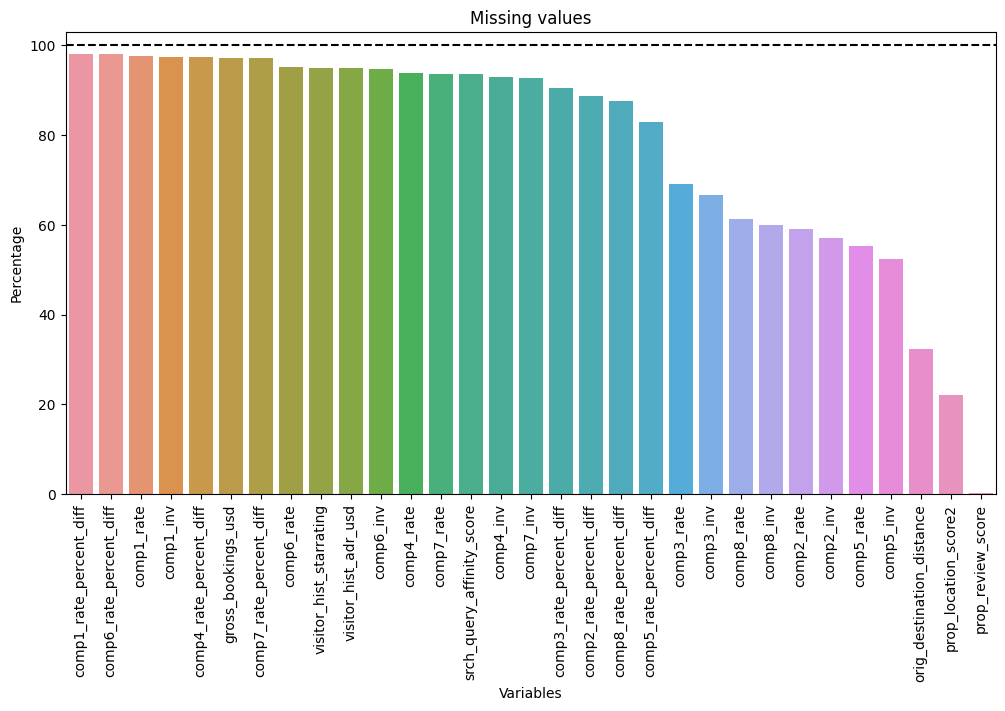 Missing values
Percentage
100
80
60
40
20
0
comp1_rate_percent_diff
comp6_rate_percent_diff
comp1_rate
comp1_inv
comp4_rate_percent_diff
gross_bookings_usd
comp7_rate_percent_diff
comp6_rate
visitor_hist_starrating
visitor_hist_adr_usd
comp6_inv
comp4_rate
comp7_rate
srch_query_affinity_score
comp4_inv
comp7_inv
comp3_rate_percent_diff
comp2_rate_percent_diff
comp8_rate_percent_diff
comp5_rate_percent_diff
comp3_rate
comp3_inv
comp8_rate
comp8_inv
comp2_rate
comp2_inv
comp5_rate
comp5_inv
orig_destination_distance
prop_location_score2
prop_review_score
Variables